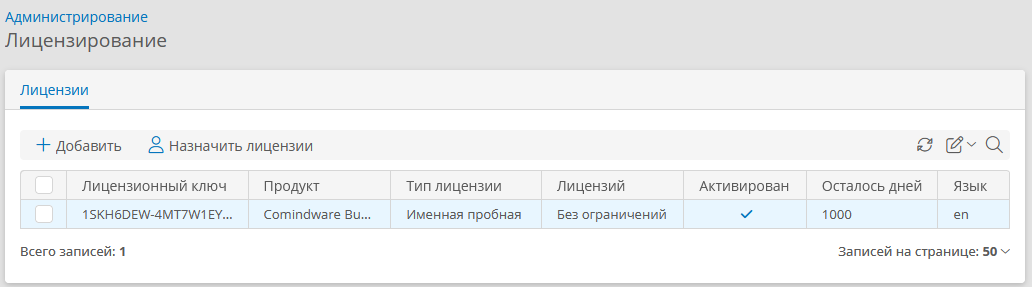 Администрирование
Лицензирование
Лицензии
Добавить Назначить лицензии
Лицензионный ключ Продукт Тип лицензии Лицензий Активирован Осталось дней Язык
1SKH6DEW-4MT7W1EY... Comindware Bu... Именная пробная Без ограничений 1000 en
Всего записей: 1 Записей на странице: 50